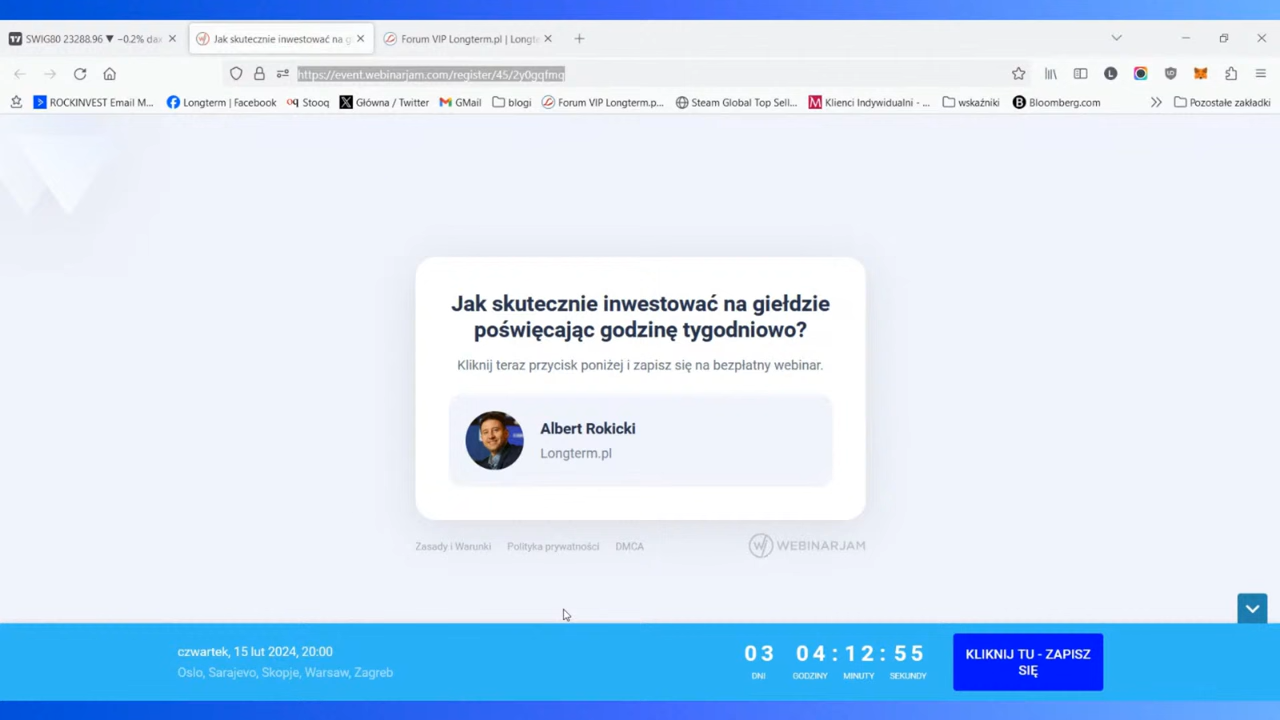 SWIG80 23288.96 ▼ −0.2% da
Jak skutecznie inwestować na g
Forum VIP Longterm.pl | Longt
https://event.webinarjam.com/register/45/2y0gqfmq
ROCKINVEST Email M...
Longterm | Facebook
Stooq
Główna / Twitter
GMail
blogi
Forum VIP Longterm.p...
Steam Global Top Sell...
Klienci Indywidualni - ...
wskaźniki
Bloomberg.com
Pozostałe zakładki
Jak skutecznie inwestować na giełdzie
poświęcając godzinę tygodniowo?
Kliknij teraz przycisk poniżej i zapisz się na bezpłatny webinar.
Albert Rokicki
Longterm.pl
Zasady i Warunki
Polityka prywatności
DMCA
WEBINARJAM
czwartek, 15 lut 2024, 20:00
Oslo, Sarajevo, Skopje, Warsaw, Zagreb
03 04:12:55
DNI GODZINY MINUTY SEKUNDY
KLIKNIJ TU - ZAPISZ
SIĘ